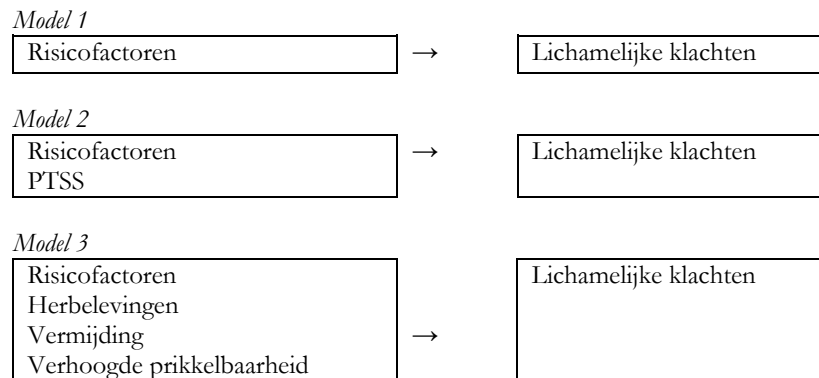 Model 1
Risicofactoren → Lichamelijke klachten
Model 2
Risicofactoren → Lichamelijke klachten
PTSS
Model 3
Risicofactoren Lichamelijke klachten
Herbelevingen
Vermijding →
Verhoogde prikkelbaarheid